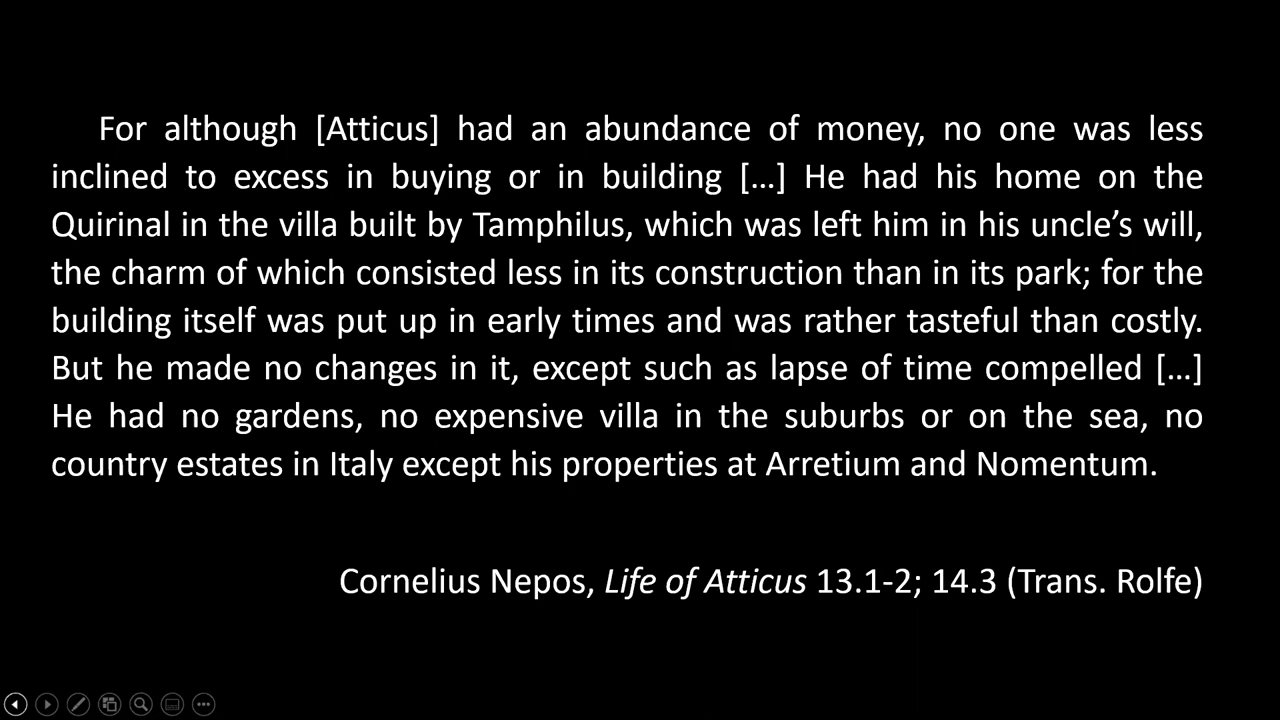 For although [Atticus] had an abundance of money, no one was less
inclined to excess in buying or in building […] He had his home on the
Quirinal in the villa built by Tamphilus, which was left him in his uncle’s will,
the charm of which consisted less in its construction than in its park; for the
building itself was put up in early times and was rather tasteful than costly.
But he made no changes in it, except such as lapse of time compelled […]
He had no gardens, no expensive villa in the suburbs or on the sea, no
country estates in Italy except his properties at Arretium and Nomentum.
Cornelius Nepos, Life of Atticus 13.1-2; 14.3 (Trans. Rolfe)